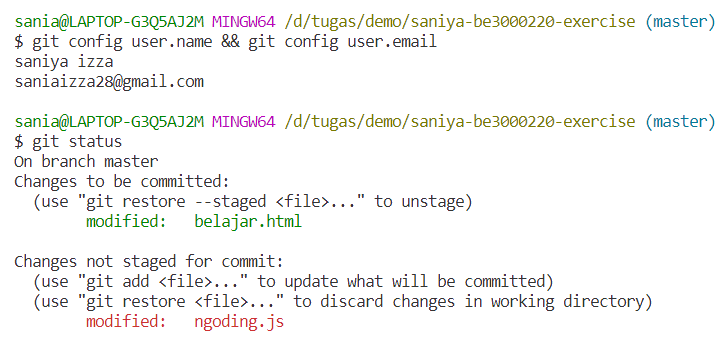 sania@LAPTOP-G3Q5AJ2M MINGW64 /d/tugas/demo/saniya-be3000220-exercise (master)
$ git config user.name && git config user.email
saniya izza
saniaizza28@gmail.com

sania@LAPTOP-G3Q5AJ2M MINGW64 /d/tugas/demo/saniya-be3000220-exercise (master)
$ git status
On branch master
Changes to be committed:
  (use "git restore --staged <file>..." to unstage)
        modified:   belajar.html

Changes not staged for commit:
  (use "git add <file>..." to update what will be committed)
  (use "git restore <file>..." to discard changes in working directory)
        modified:   ngoding.js